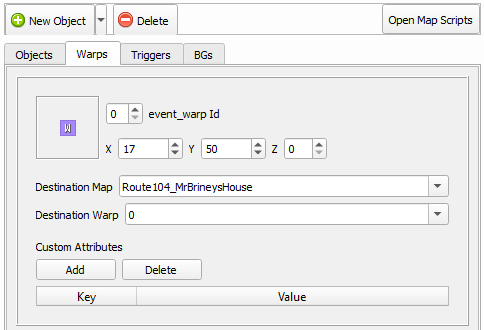 New Object Delete Open Map Scripts
Objects Warps Triggers BGs
W 0 event_warp Id
X 17 Y 50 Z 0
Destination Map Route104_MrBrineysHouse
Destination Warp 0
Custom Attributes
Add Delete
Key Value